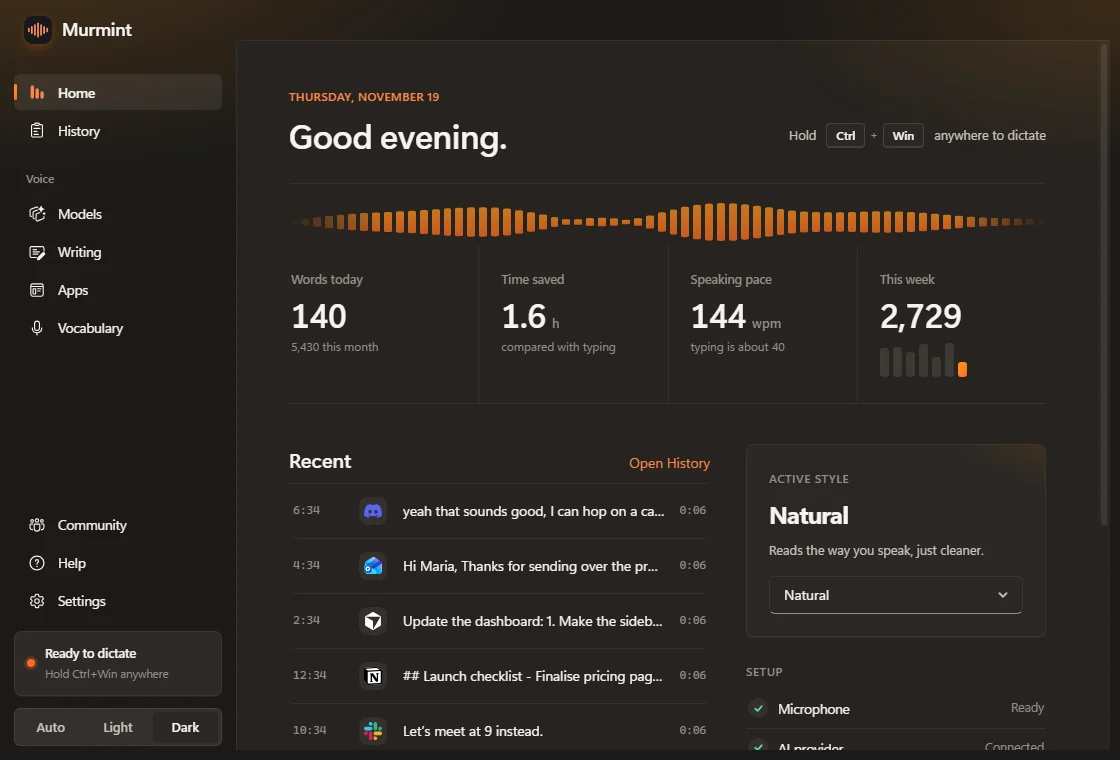 Murmint
Home
History
Voice
Models
Writing
Apps
Vocabulary
Community
Help
Settings
Ready to dictate
Hold Ctrl+Win anywhere
Auto Light Dark
THURSDAY, NOVEMBER 19
Good evening.
Hold Ctrl + Win anywhere to dictate
Words today
140
5,430 this month
Time saved
1.6 h
compared with typing
Speaking pace
144 wpm
typing is about 40
This week
2,729
Recent
Open History
6:34 yeah that sounds good, I can hop on a ca... 0:06
4:34 Hi Maria, Thanks for sending over the pr... 0:06
2:34 Update the dashboard: 1. Make the sideb... 0:06
12:34 ## Launch checklist - Finalise pricing pag... 0:06
10:34 Let's meet at 9 instead. 0:06
ACTIVE STYLE
Natural
Reads the way you speak, just cleaner.
Natural
SETUP
Microphone Ready
AI provider Connected